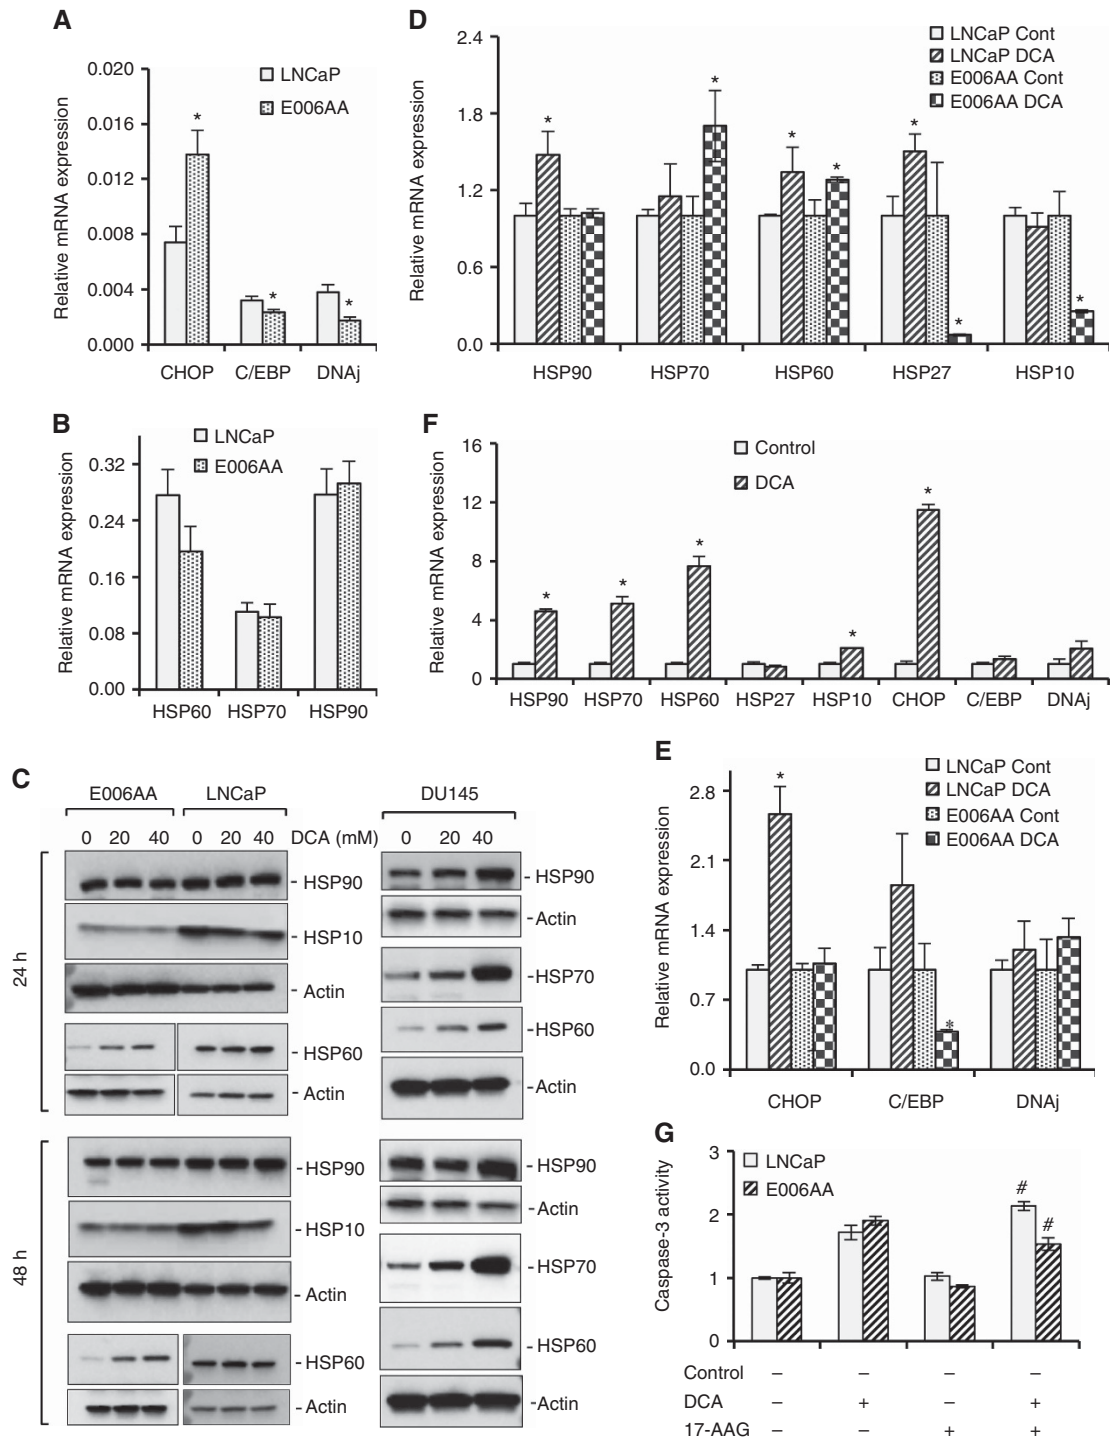 A
Relative mRNA expression
0.020
0.016
0.012
0.008
0.004
0.000
LNCaP
E006AA
*
*
*
CHOP C/EBP DNAj
D
Relative mRNA expression
2.4
1.8
1.2
0.6
0.0
LNCaP Cont
LNCaP DCA
E006AA Cont
E006AA DCA
* * * * * * *
HSP90 HSP70 HSP60 HSP27 HSP10
B
Relative mRNA expression
0.32
0.24
0.16
0.08
0.00
LNCaP
E006AA
HSP60 HSP70 HSP90
F
Relative mRNA expression
16
12
8
4
0
Control
DCA
* * * * *
HSP90 HSP70 HSP60 HSP27 HSP10 CHOP C/EBP DNAj
C
E006AA LNCaP DU145
0 20 40 0 20 40 DCA (mM) 0 20 40
24 h
- HSP90
- HSP10
- Actin
- HSP60
- Actin
- HSP90
- Actin
- HSP70
- HSP60
- Actin
48 h
- HSP90
- HSP10
- Actin
- HSP60
- Actin
- HSP90
- Actin
- HSP70
- HSP60
- Actin
E
Relative mRNA expression
2.8
2.1
1.4
0.7
0.0
LNCaP Cont
LNCaP DCA
E006AA Cont
E006AA DCA
*
*
CHOP C/EBP DNAj
G
Caspase-3 activity
3
2
1
0
LNCaP
E006AA
#
#
Control – – – –
DCA – + – +
17-AAG – – + +